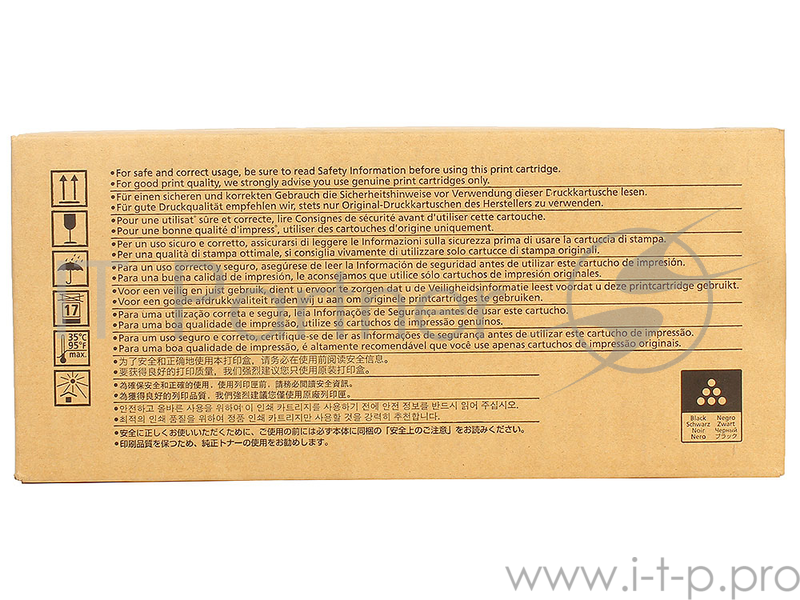 •For safe and correct usage, be sure to read Safety Information before using this print cartridge.
•For good print quality, we strongly advise you use genuine print cartridges only.
•Für einen sicheren und korrekten Gebrauch die Sicherheitshinweise vor Verwendung dieser Druckkartusche lesen.
•Für gute Druckqualität empfehlen wir, stets nur Original-Druckkartuschen des Herstellers zu verwenden.
•Pour une utilisat° sûre et correcte, lire Consignes de sécurité avant d'utiliser cette cartouche.
•Pour une bonne qualité d'impress°, utiliser des cartouches d'origine uniquement.
•Per un uso sicuro e corretto, assicurarsi di leggere le Informazioni sulla sicurezza prima di usare la cartuccia di stampa.
•Per una qualità di stampa ottimale, si consiglia vivamente di utilizzare solo cartucce di stampa originali.
•Para un uso correcto y seguro, asegúrese de leer la Información de seguridad antes de utilizar este cartucho de impresión.
•Para una buena calidad de impresión, le aconsejamos que utilice sólo cartuchos de impresión originales.
•Voor een veilig en juist gebruik, dient u ervoor te zorgen dat u de Veiligheidsinformatie leest voordat u deze printcartridge gebruikt.
•Voor een goede afdrukkwaliteit raden wij u aan om originele printcartridges te gebruiken.
•Para uma utilização correcta e segura, leia Informações de Segurança antes de usar este cartucho.
•Para uma boa qualidade de impressão, utilize só cartuchos de impressão genuínos.
•Para um uso seguro e correto, certifique-se de ler as Informações de Segurança antes de utilizar este cartucho de impressão.
•Para uma boa qualidade de impressão, é altamente recomendável que você use apenas cartuchos de impressão originais.
•为了安全和正确地使用本打印盒，请务必在使用前阅读安全信息。
•要获得良好的打印质量，我们强烈建议您只使用原装打印盒。
•為確保安全和正確的使用，使用列印匣前，請務必閱讀安全資訊。
•為獲得良好的列印品質，我們強烈建議您僅使用原廠列印匣。
•안전하고 올바른 사용을 위하여 이 인쇄 카트리지를 사용하기 전에 안전 정보를 반드시 읽어 주십시오.
•최적의 인쇄 품질을 위하여 정품 인쇄 카트리지만 사용할 것을 강력히 추천합니다.
•安全に正しくお使いいただくために、ご使用の前には必ず本体に同梱の「安全上のご注意」をお読みください。
•印刷品質を保つため、純正トナーの使用をお勧めします。
17
35°C
95°F
max.
Black Negro
Schwarz Zwart
Noir Черный
Nero ブラック
IT Partner
www.i-t-p.pro